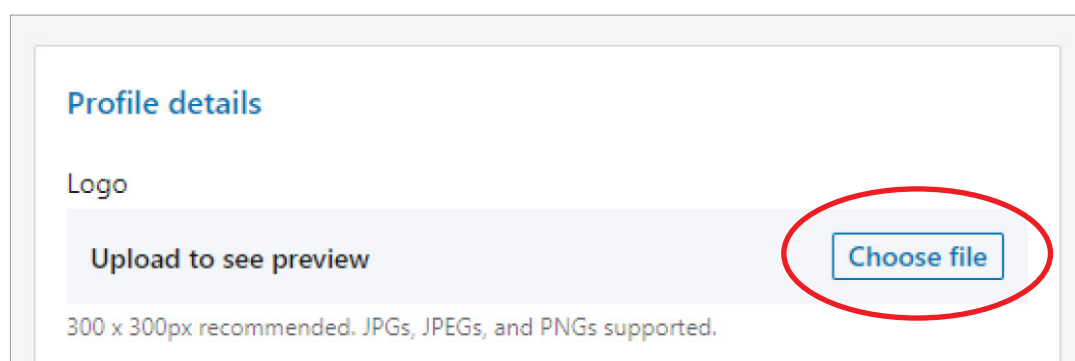 Profile details
Logo
Upload to see preview
Choose file
300 x 300px recommended. JPGs, JPEGs, and PNGs supported.